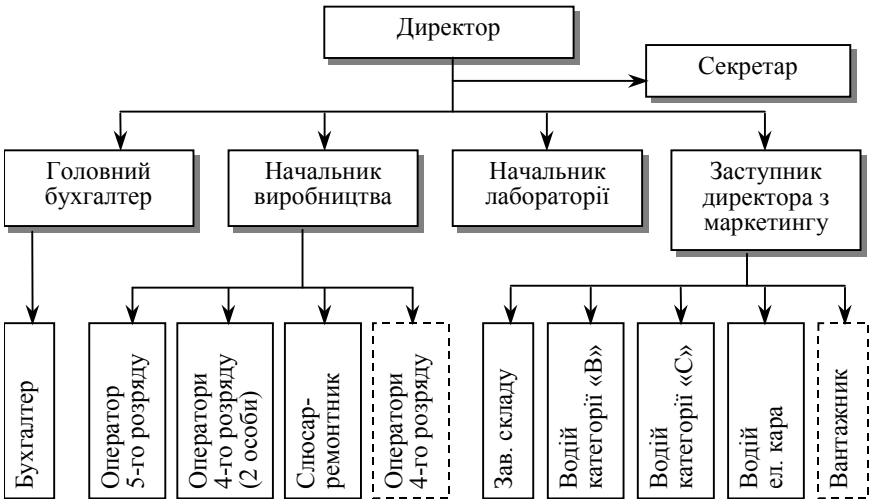 Директор
Секретар
Головний
бухгалтер
Начальник
виробництва
Начальник
лабораторії
Заступник
директора з
маркетингу
Бухгалтер
Оператор
5-го розряду
Оператори
4-го розряду
(2 особи)
Слюсар-
ремонтник
Оператори
4-го розряду
Зав. складу
Водій
категорії «В»
Водій
категорії «С»
Водій
ел. кара
Вантажник